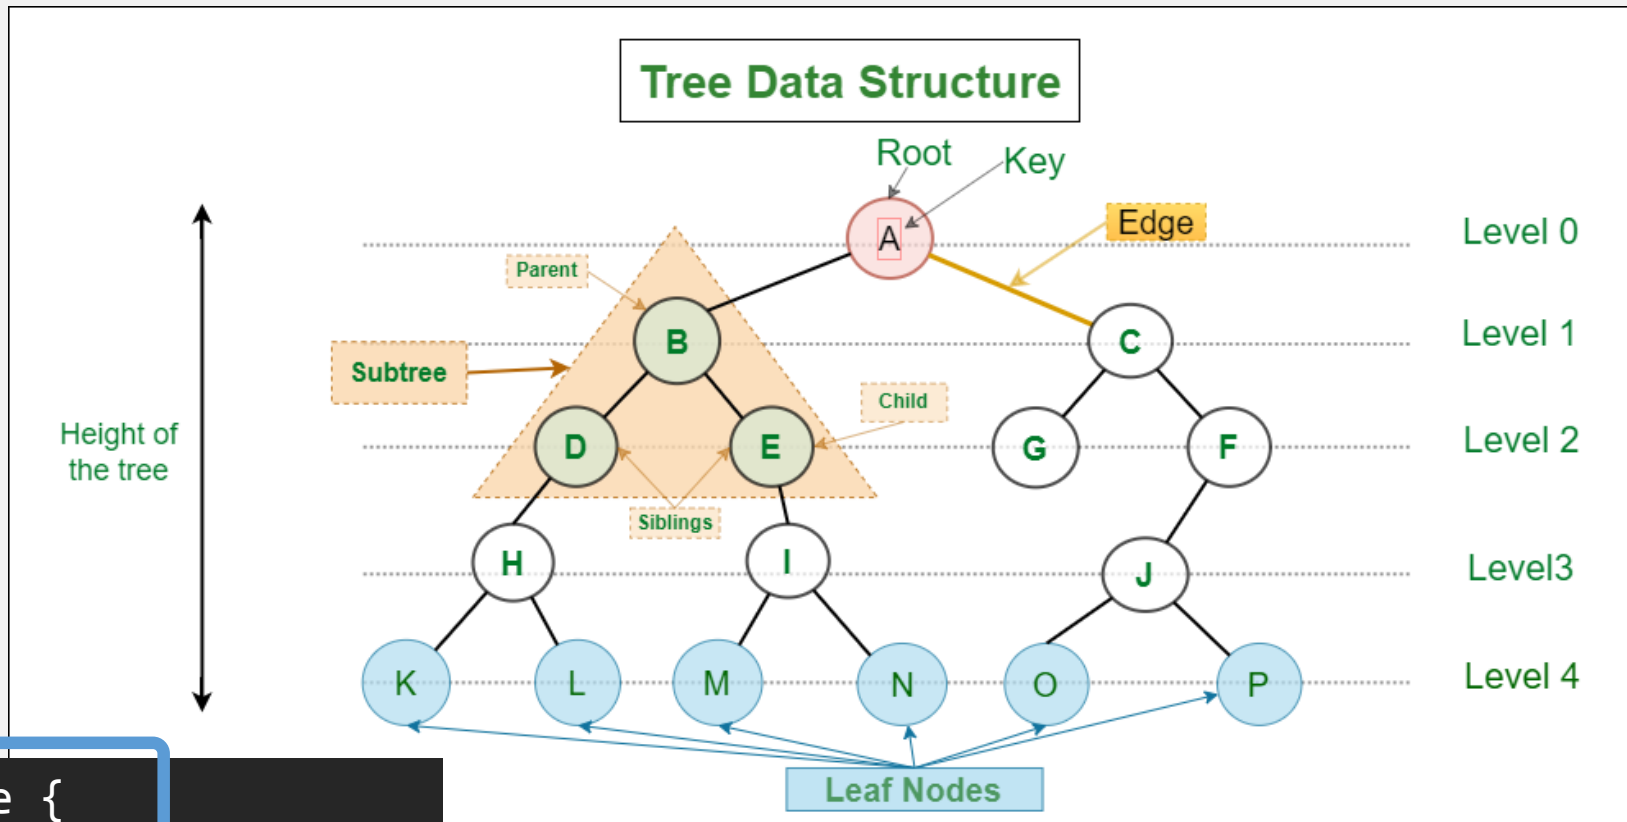 Tree Data Structure
Root
Key
A
Edge
Level 0
Parent
B
C
Level 1
Subtree
Child
Height of
the tree
D
E
G
F
Level 2
Siblings
H
I
J
Level3
K
L
M
N
O
P
Level 4
Leaf Nodes
e {